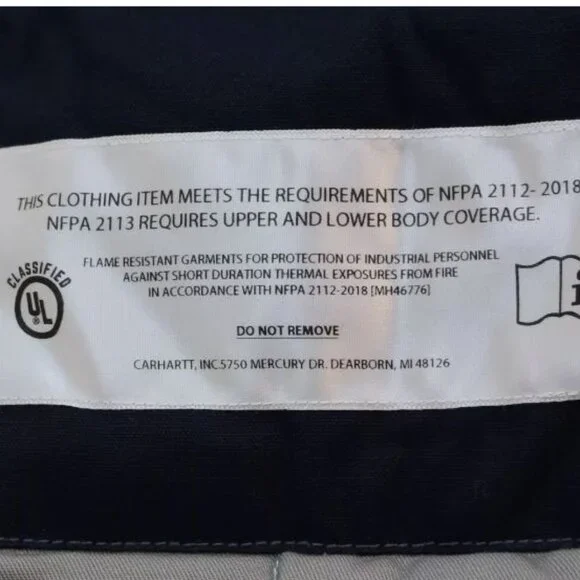 THIS CLOTHING ITEM MEETS THE REQUIREMENTS OF NFPA 2112- 2018
NFPA 2113 REQUIRES UPPER AND LOWER BODY COVERAGE.
CLASSIFIED
UL
FLAME RESISTANT GARMENTS FOR PROTECTION OF INDUSTRIAL PERSONNEL
AGAINST SHORT DURATION THERMAL EXPOSURES FROM FIRE
IN ACCORDANCE WITH NFPA 2112-2018 [MH46776]
i
DO NOT REMOVE
CARHARTT, INC.5750 MERCURY DR. DEARBORN, MI 48126